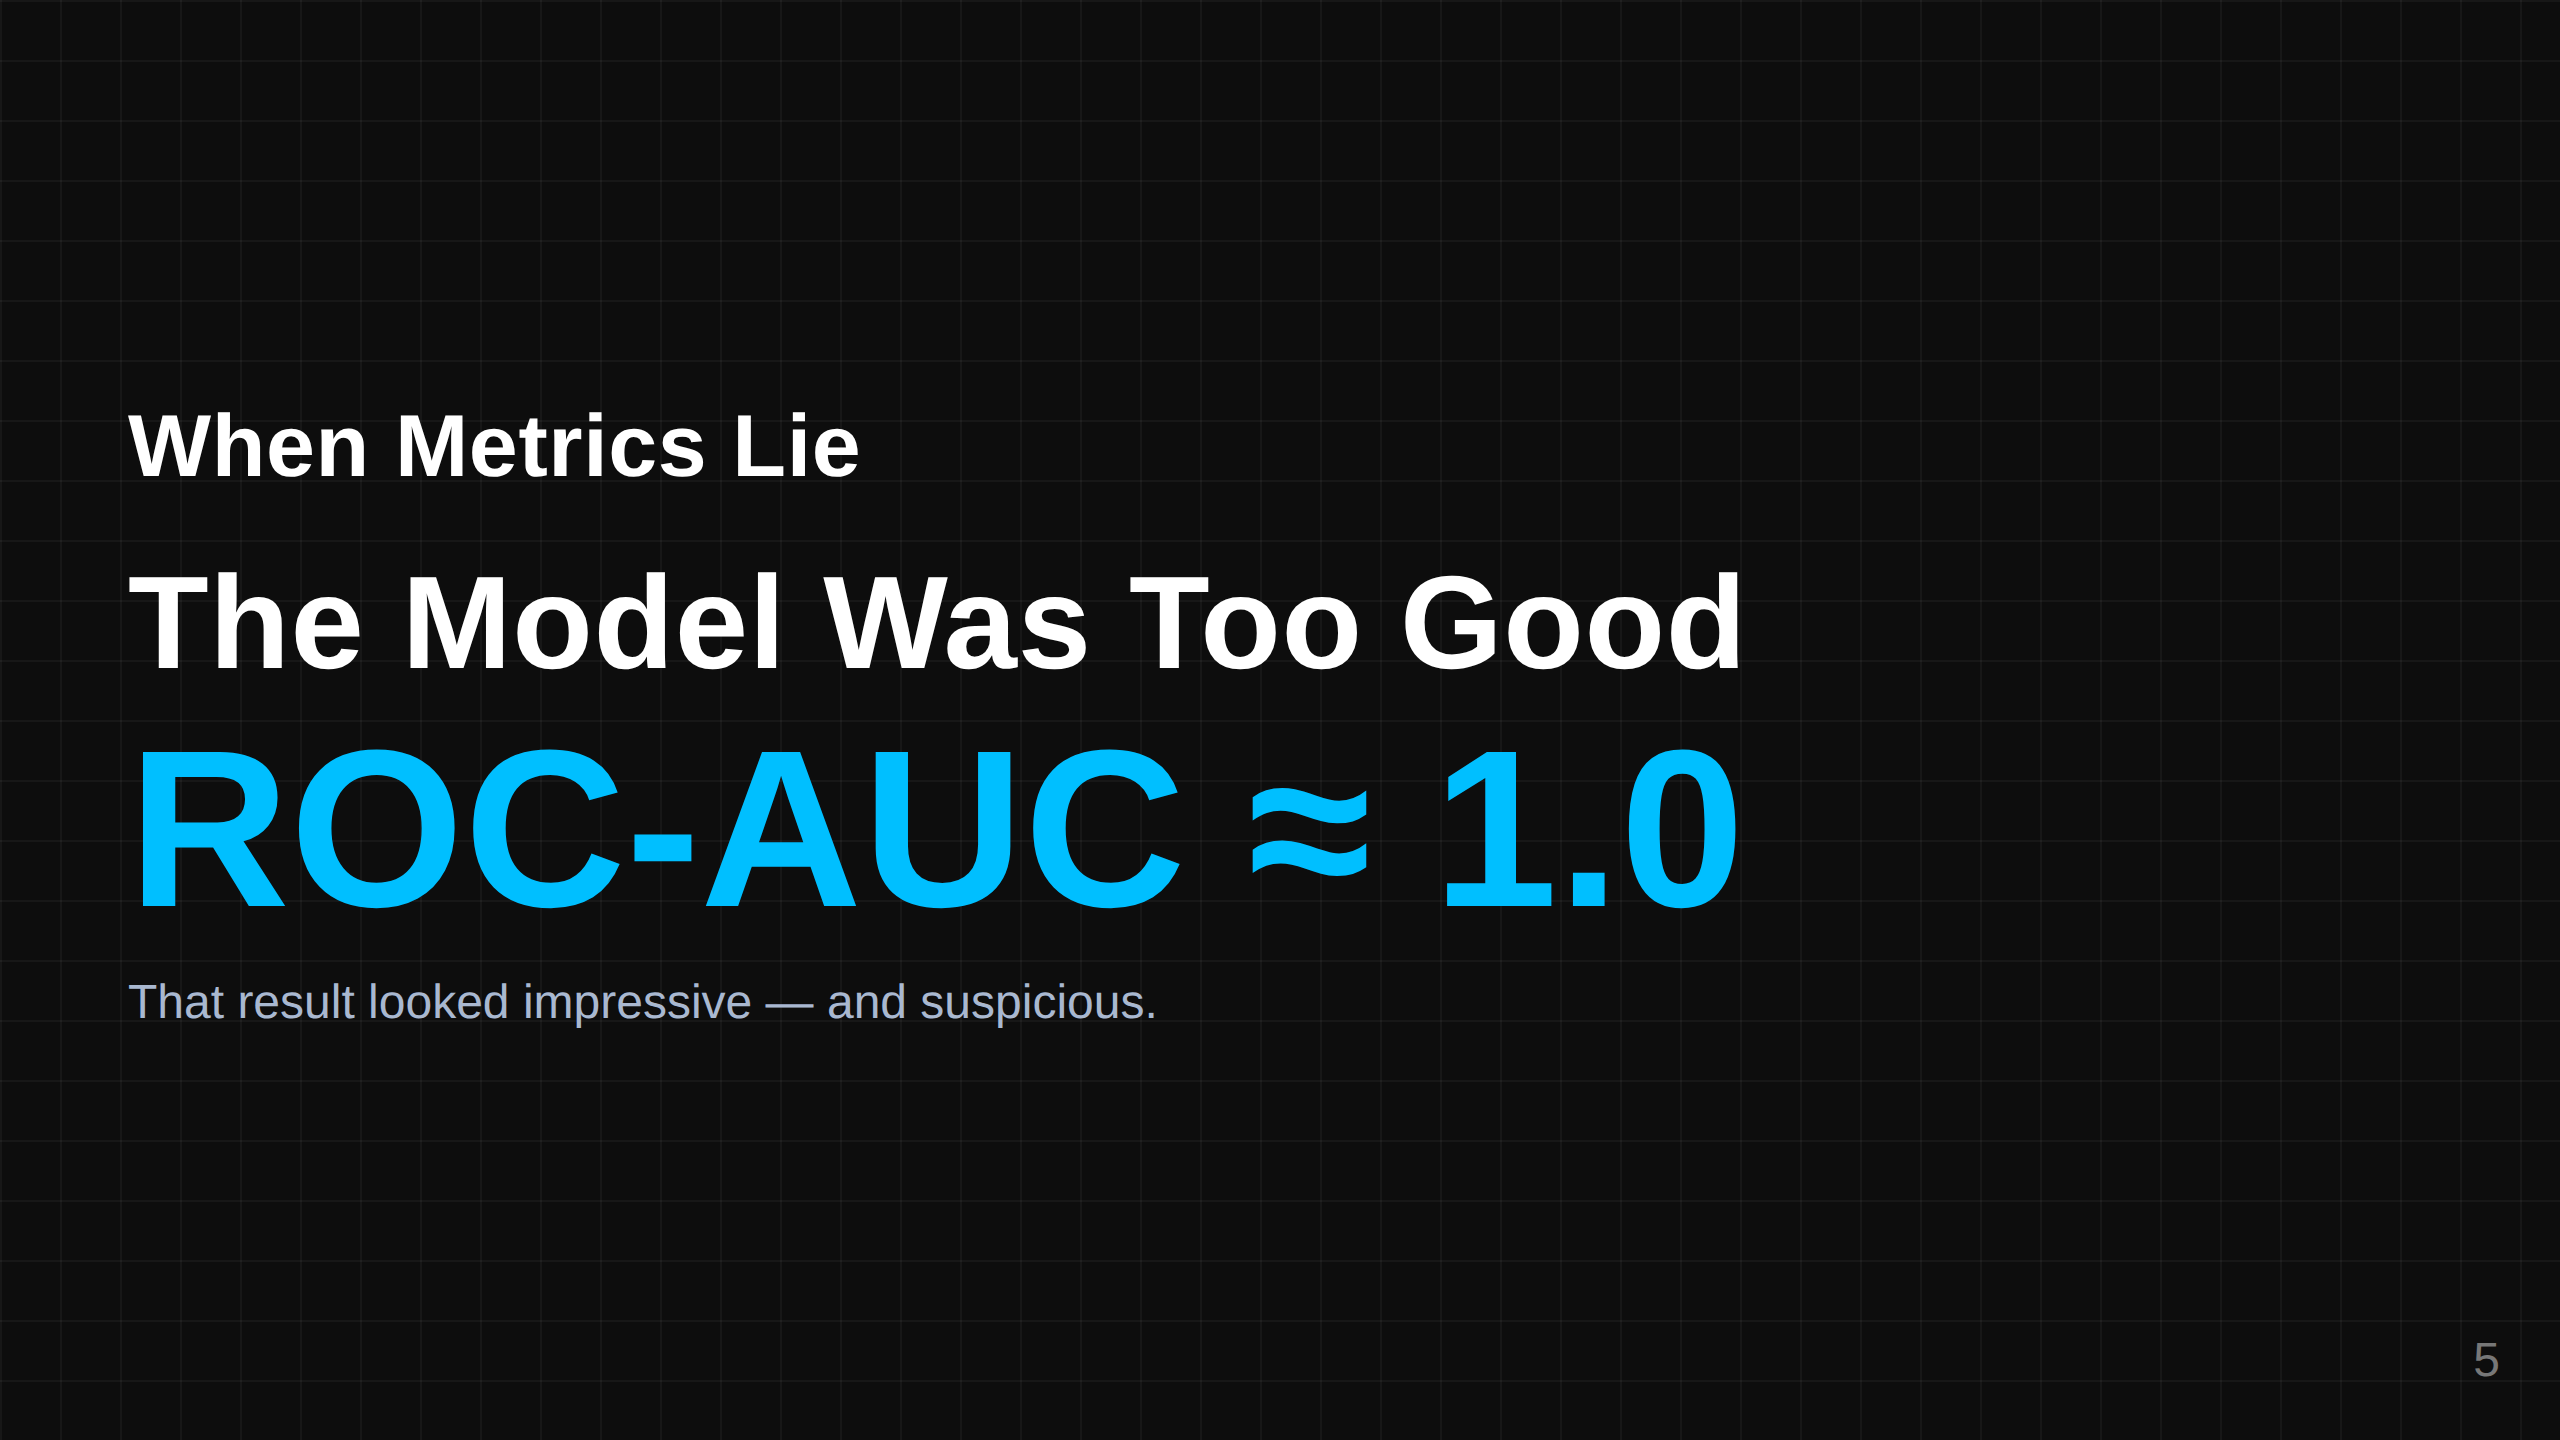 When Metrics Lie
The Model Was Too Good
ROC-AUC ≈ 1.0
That result looked impressive — and suspicious.
5